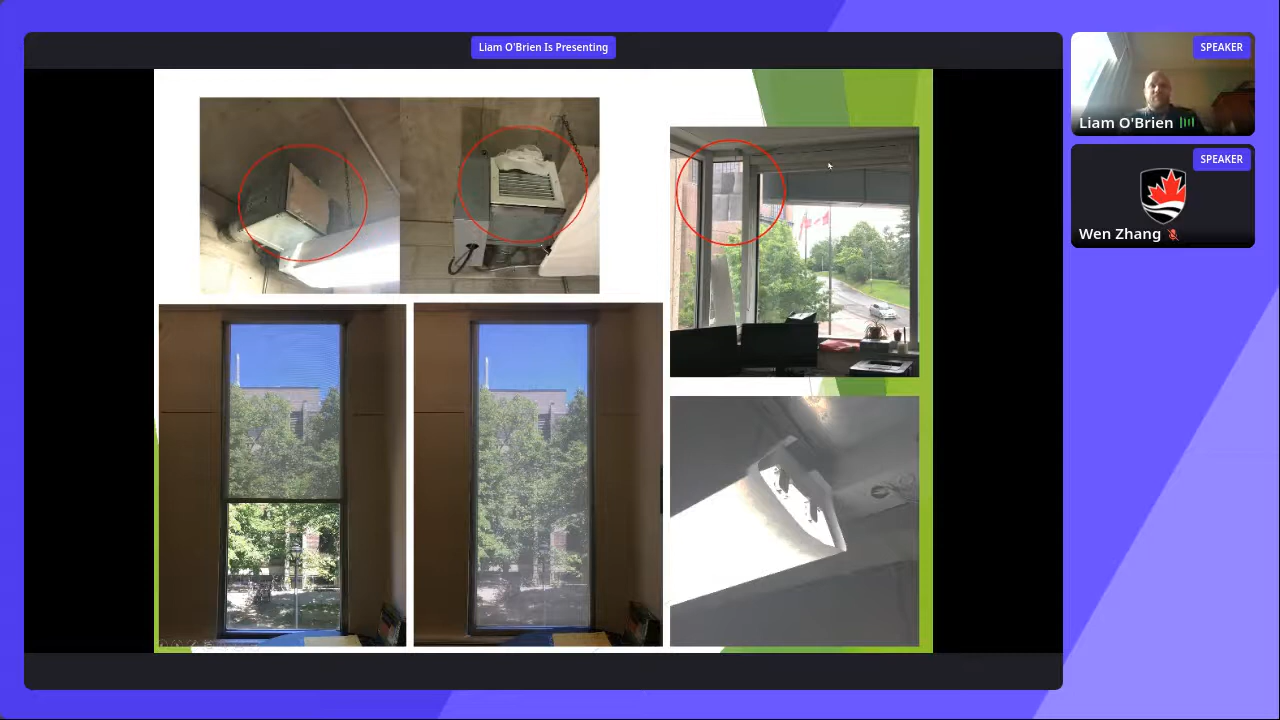 Liam O'Brien Is Presenting
SPEAKER
Liam O'Brien
SPEAKER
Wen Zhang